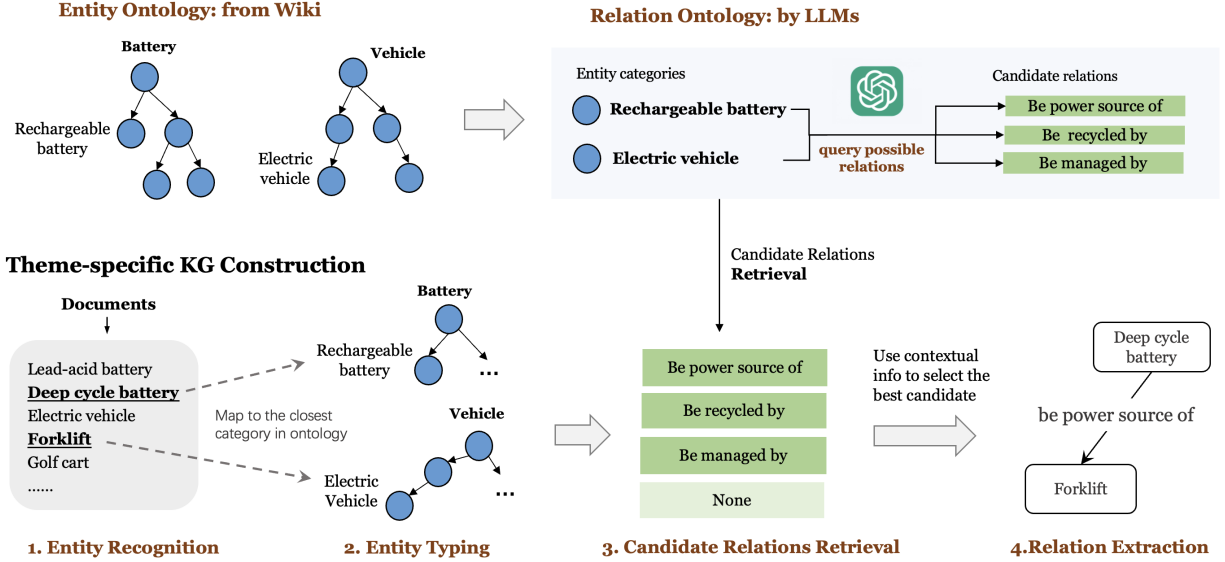 Entity Ontology: from Wiki
Relation Ontology: by LLMs
Battery
Vehicle
Rechargeable
battery
Electric
vehicle
Entity categories
Rechargeable battery
Electric vehicle
query possible
relations
Candidate relations
Be power source of
Be recycled by
Be managed by
Candidate Relations
Retrieval
Theme-specific KG Construction
Documents
Lead-acid battery
Deep cycle battery
Electric vehicle
Forklift
Golf cart
......
Map to the closest
category in ontology
Battery
Rechargeable
battery
...
Vehicle
Electric
Vehicle
...
Be power source of
Be recycled by
Be managed by
None
Use contextual
info to select the
best candidate
Deep cycle
battery
be power source of
Forklift
1. Entity Recognition
2. Entity Typing
3. Candidate Relations Retrieval
4.Relation Extraction